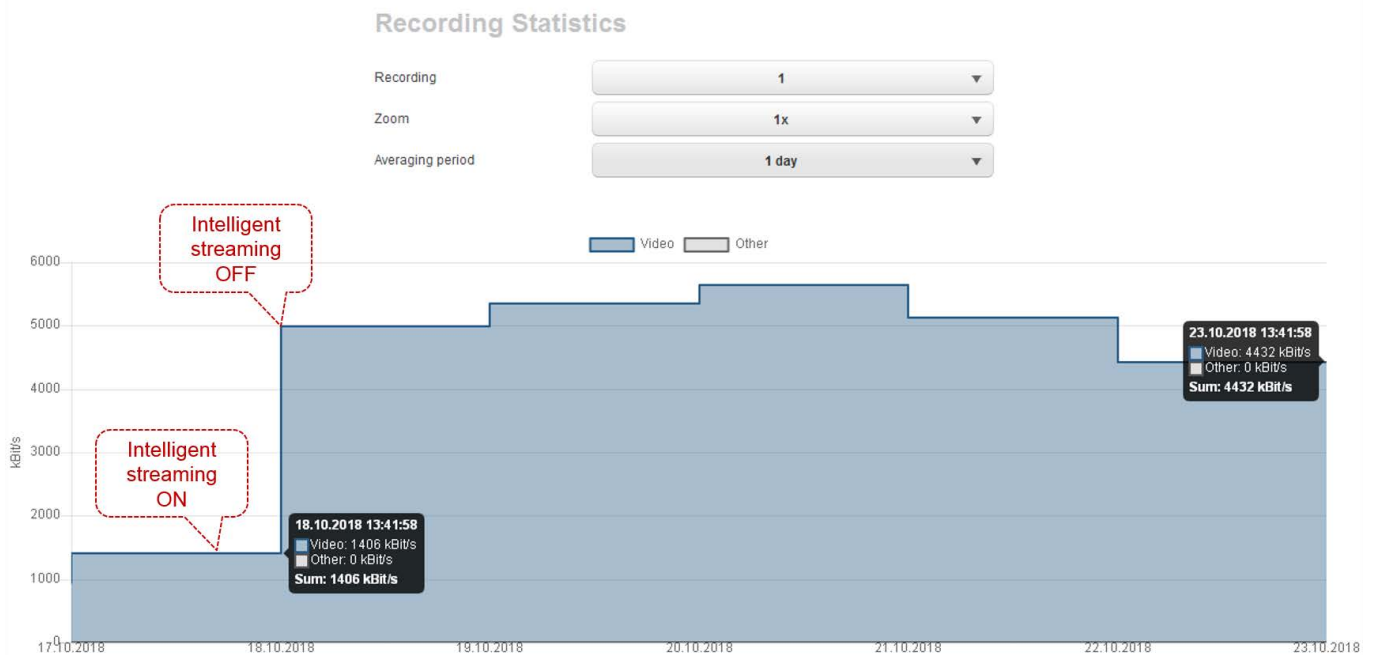 Recording Statistics
Recording
1
Zoom
1x
Averaging period
1 day
Intelligent
streaming
OFF
Video
Other
6000
5000
4000
3000
2000
1000
0
kBit/s
Intelligent
streaming
ON
18.10.2018 13:41:58
Video: 1406 kBit/s
Other: 0 kBit/s
Sum: 1406 kBit/s
23.10.2018 13:41:58
Video: 4432 kBit/s
Other: 0 kBit/s
Sum: 4432 kBit/s
17.10.2018
18.10.2018
19.10.2018
20.10.2018
21.10.2018
22.10.2018
23.10.2018